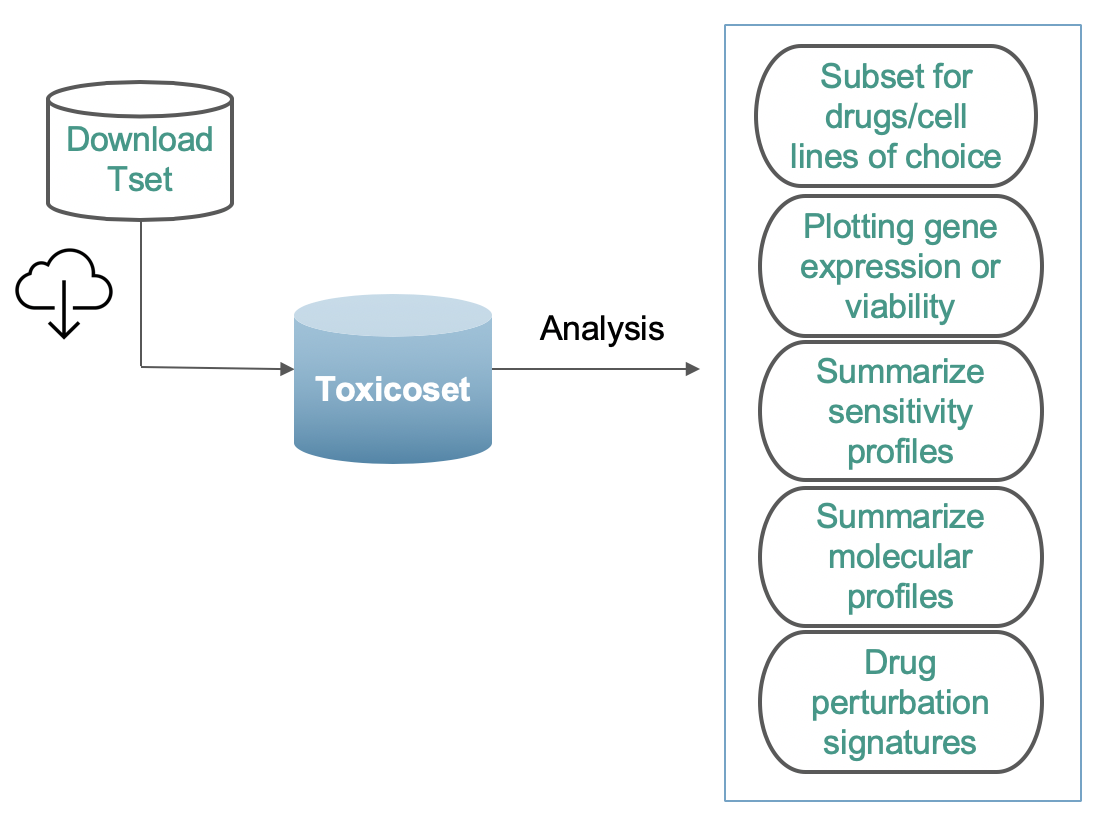 Download
Tset
Toxicoset
Analysis
Subset for
drugs/cell
lines of choice
Plotting gene
expression or
viability
Summarize
sensitivity
profiles
Summarize
molecular
profiles
Drug
perturbation
signatures